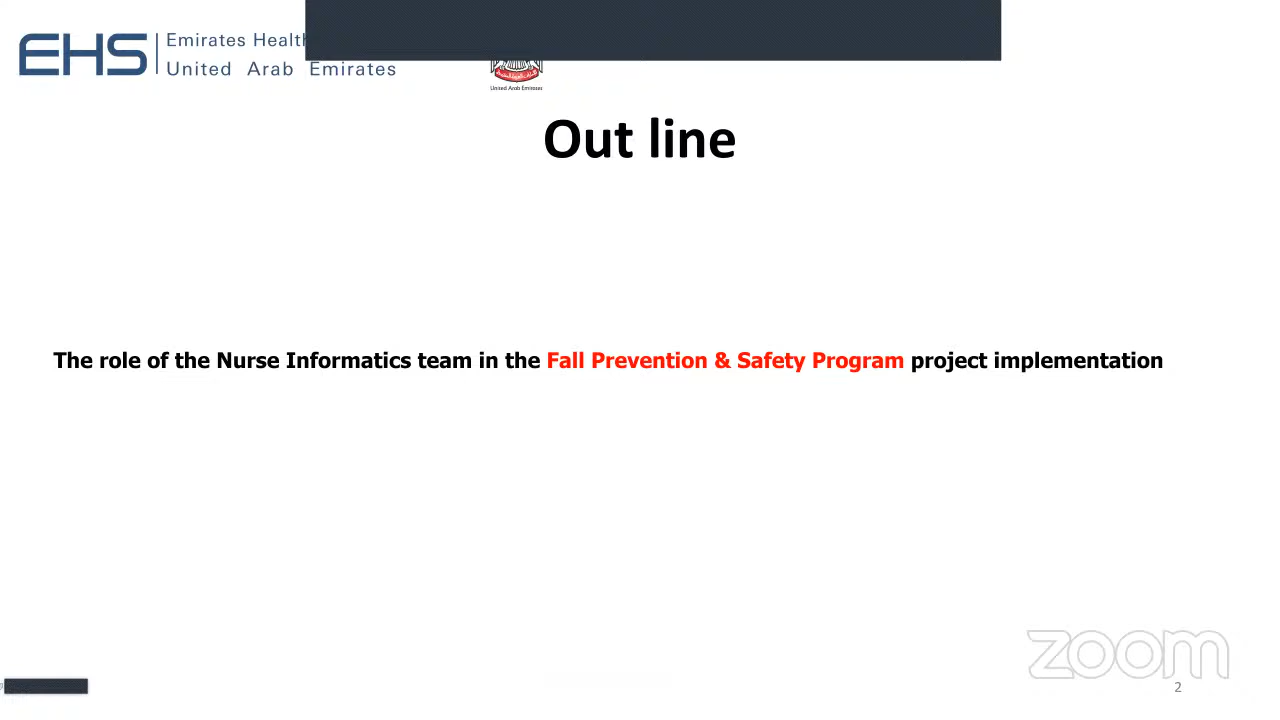 EHS
Emirates Healt
United Arab Emirates
United Arab Emirates
Out line
The role of the Nurse Informatics team in the Fall Prevention & Safety Program project implementation
zoom
2